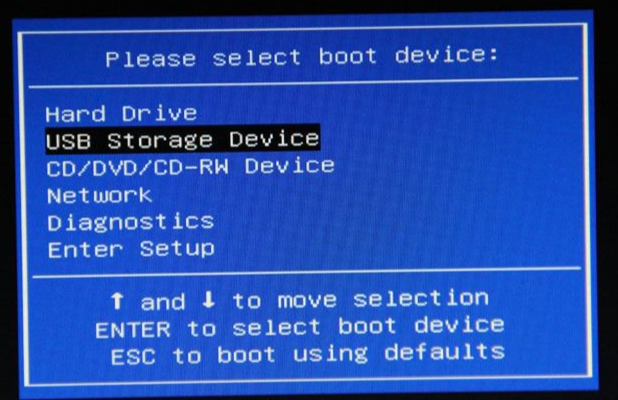 Please select boot device:
Hard Drive
USB Storage Device
CD/DVD/CD-RW Device
Network
Diagnostics
Enter Setup
↑ and ↓ to move selection
ENTER to select boot device
ESC to boot using defaults